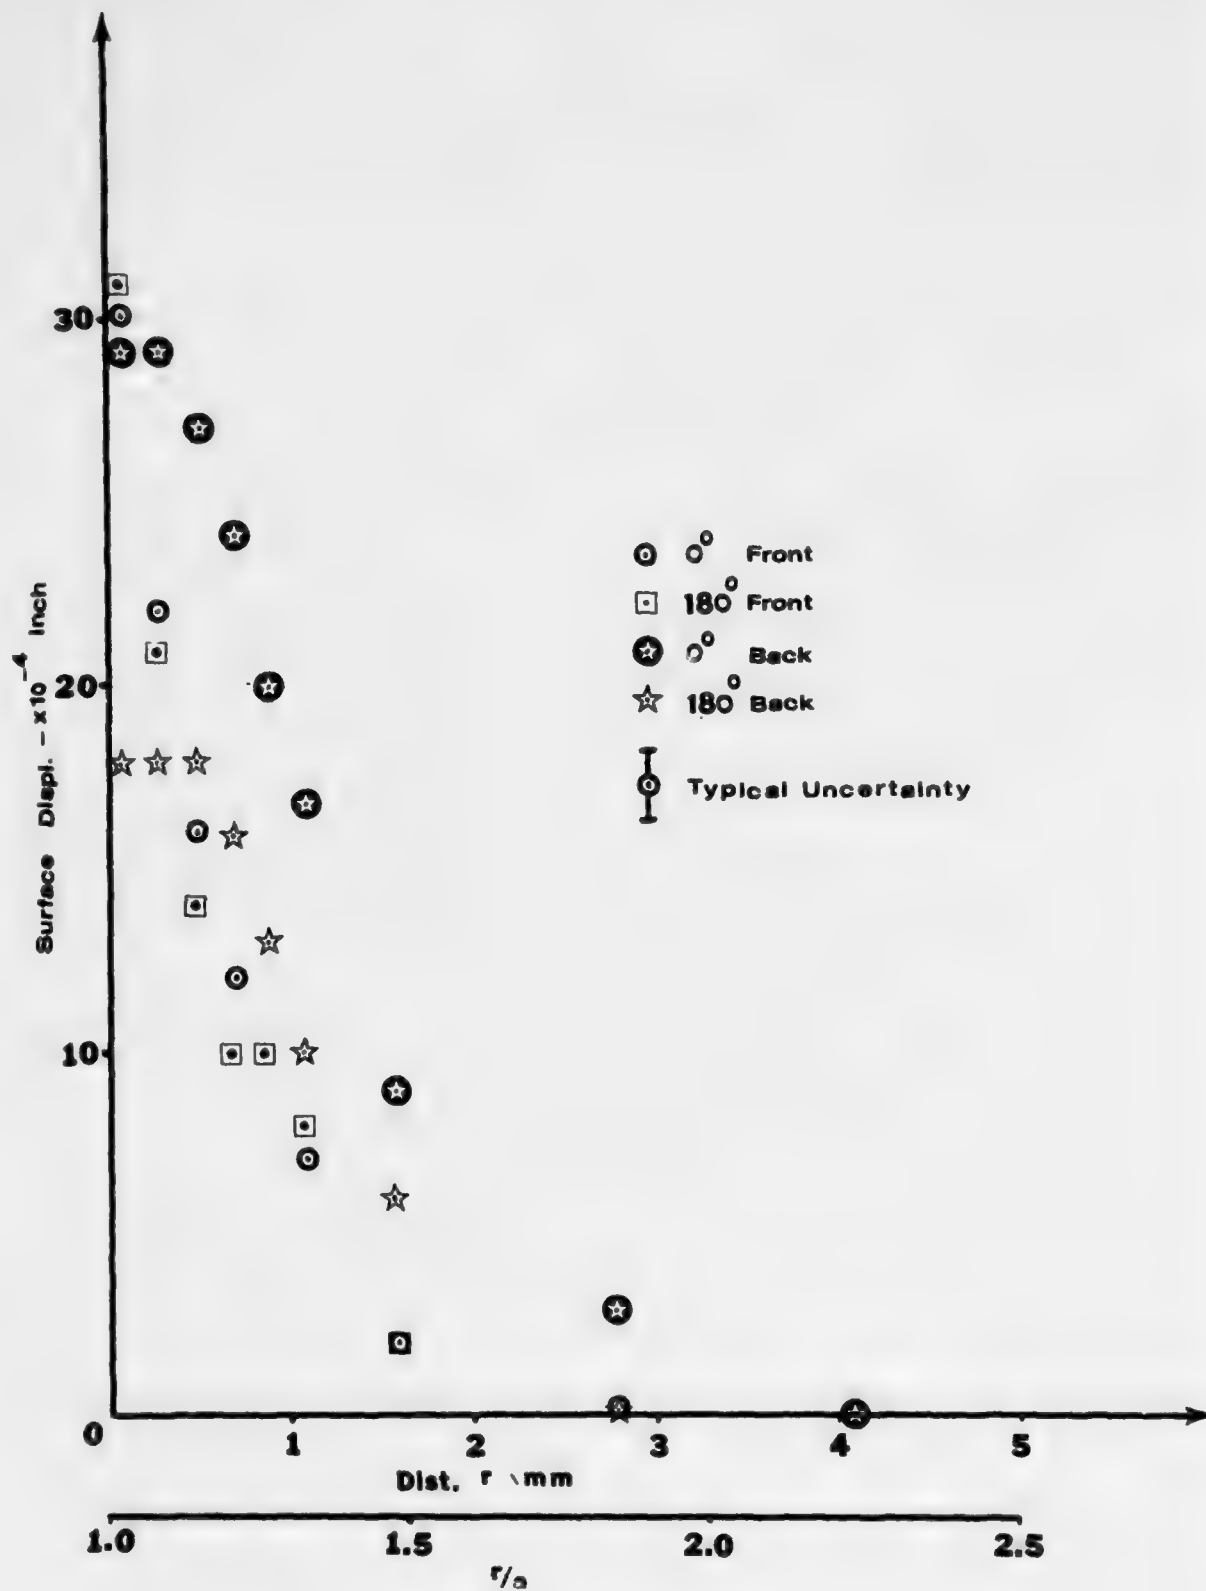 30
20
10
0
Surface Displ. - x10⁻⁴ inch
0° Front
180° Front
0° Back
180° Back
Typical Uncertainty
1 2 3 4 5
Dist. r mm
1.0 1.5 2.0 2.5
r/a